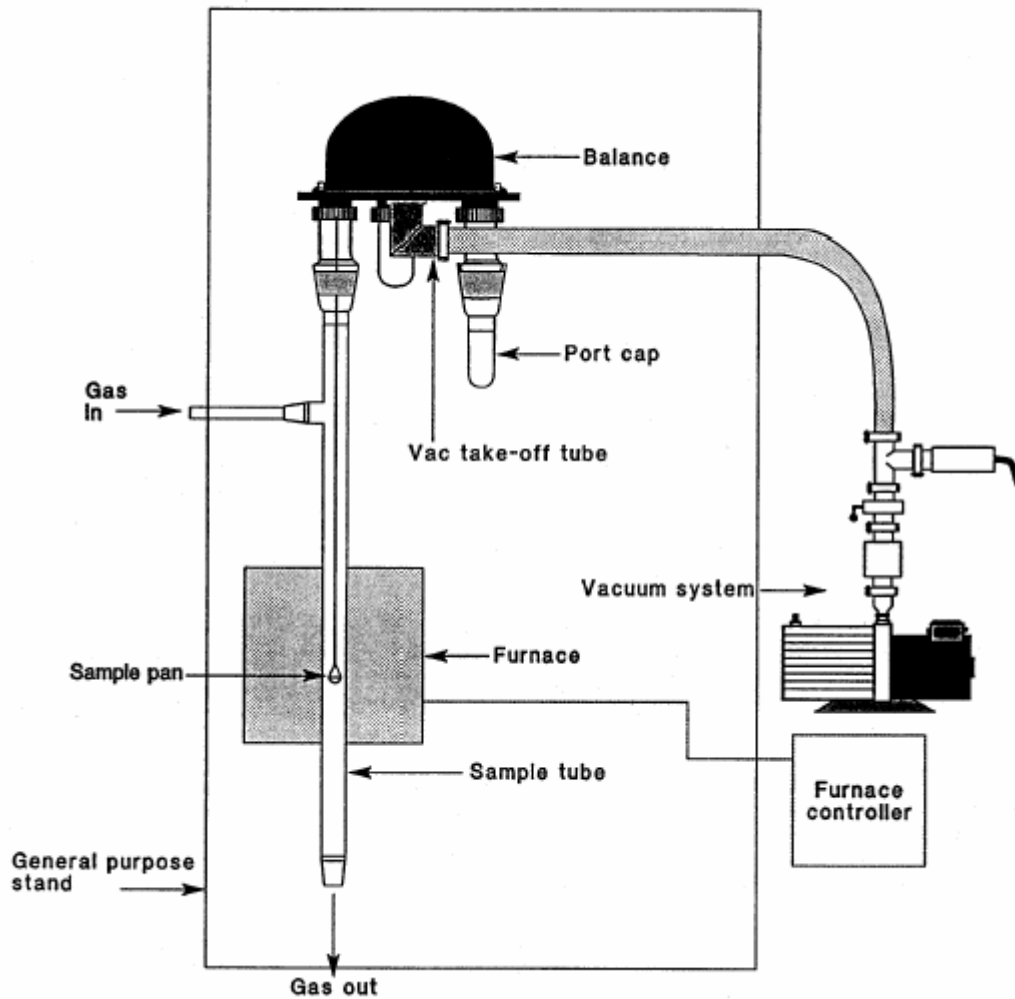 Balance
Port cap
Gas
In
Vac take-off tube
Vacuum system
Furnace
Sample pan
Sample tube
Furnace
controller
General purpose
stand
Gas out